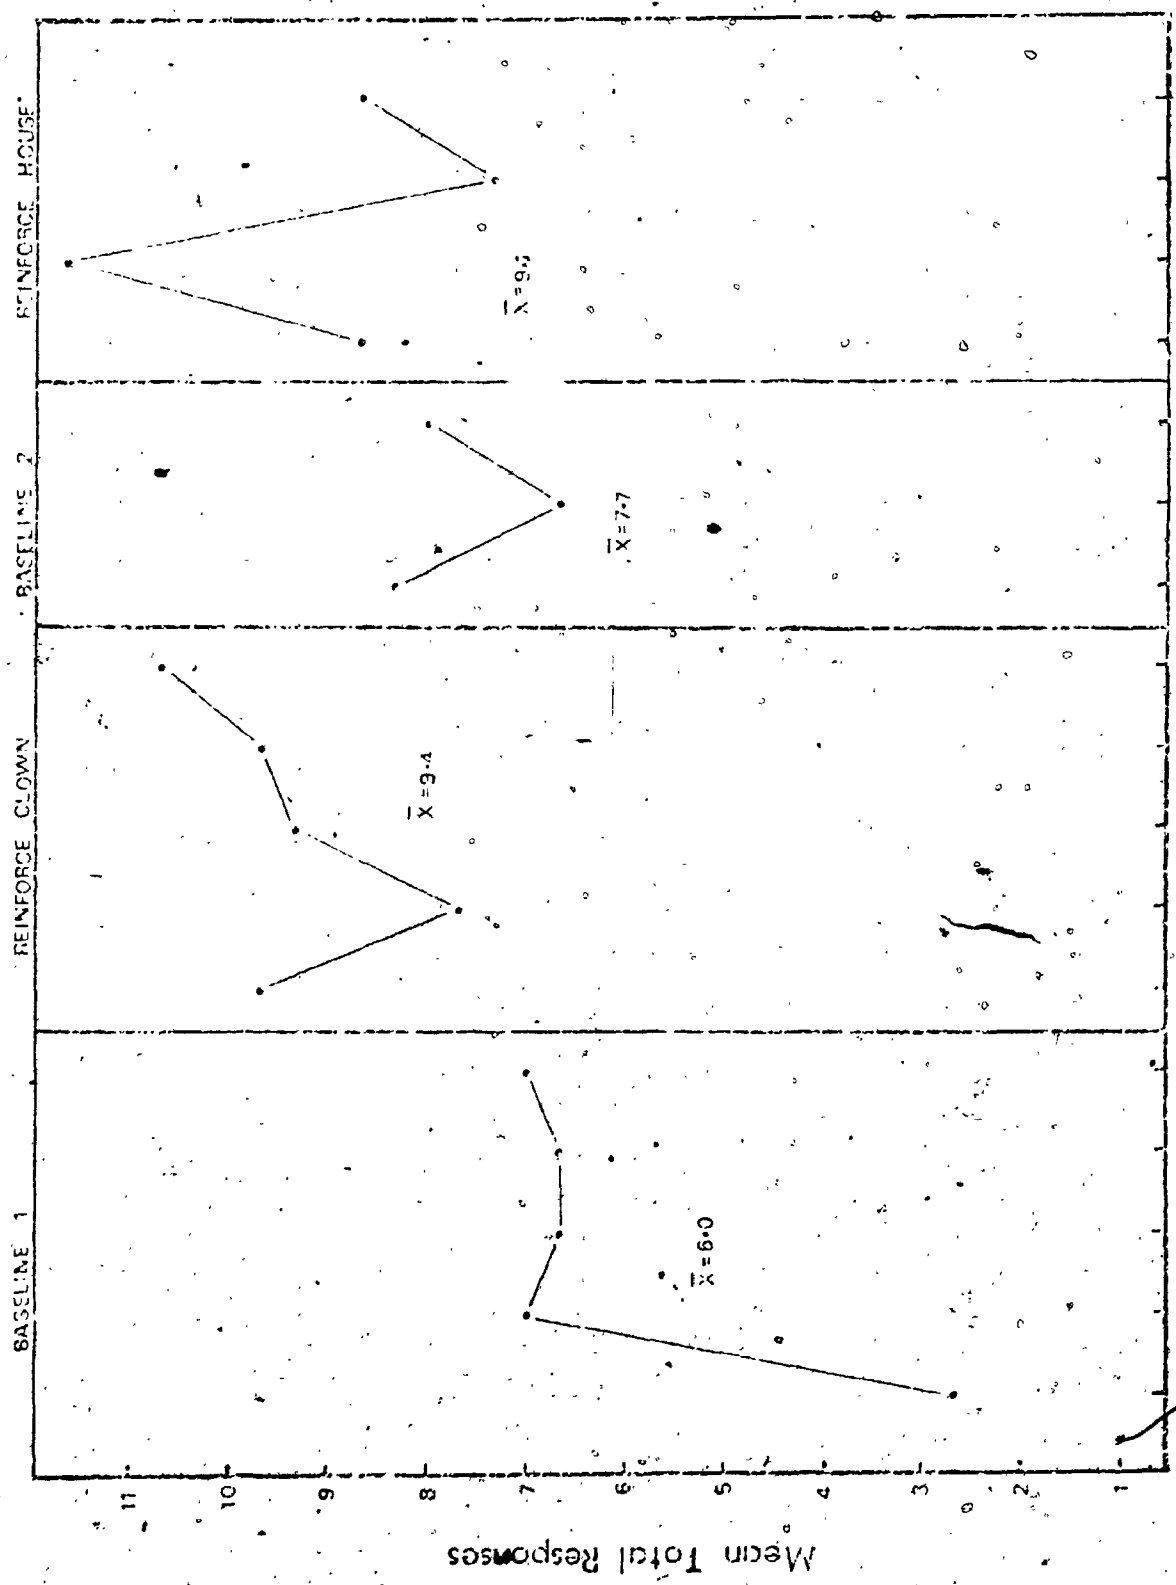 BASELINE 1
REINFORCE CLOWN
BASELINE 2
REINFORCE HOUSE
Mean Total Responses
11
10
9
8
7
6
5
4
3
2
1
X̅=6·0
X̅=9·4
X̅=7·7